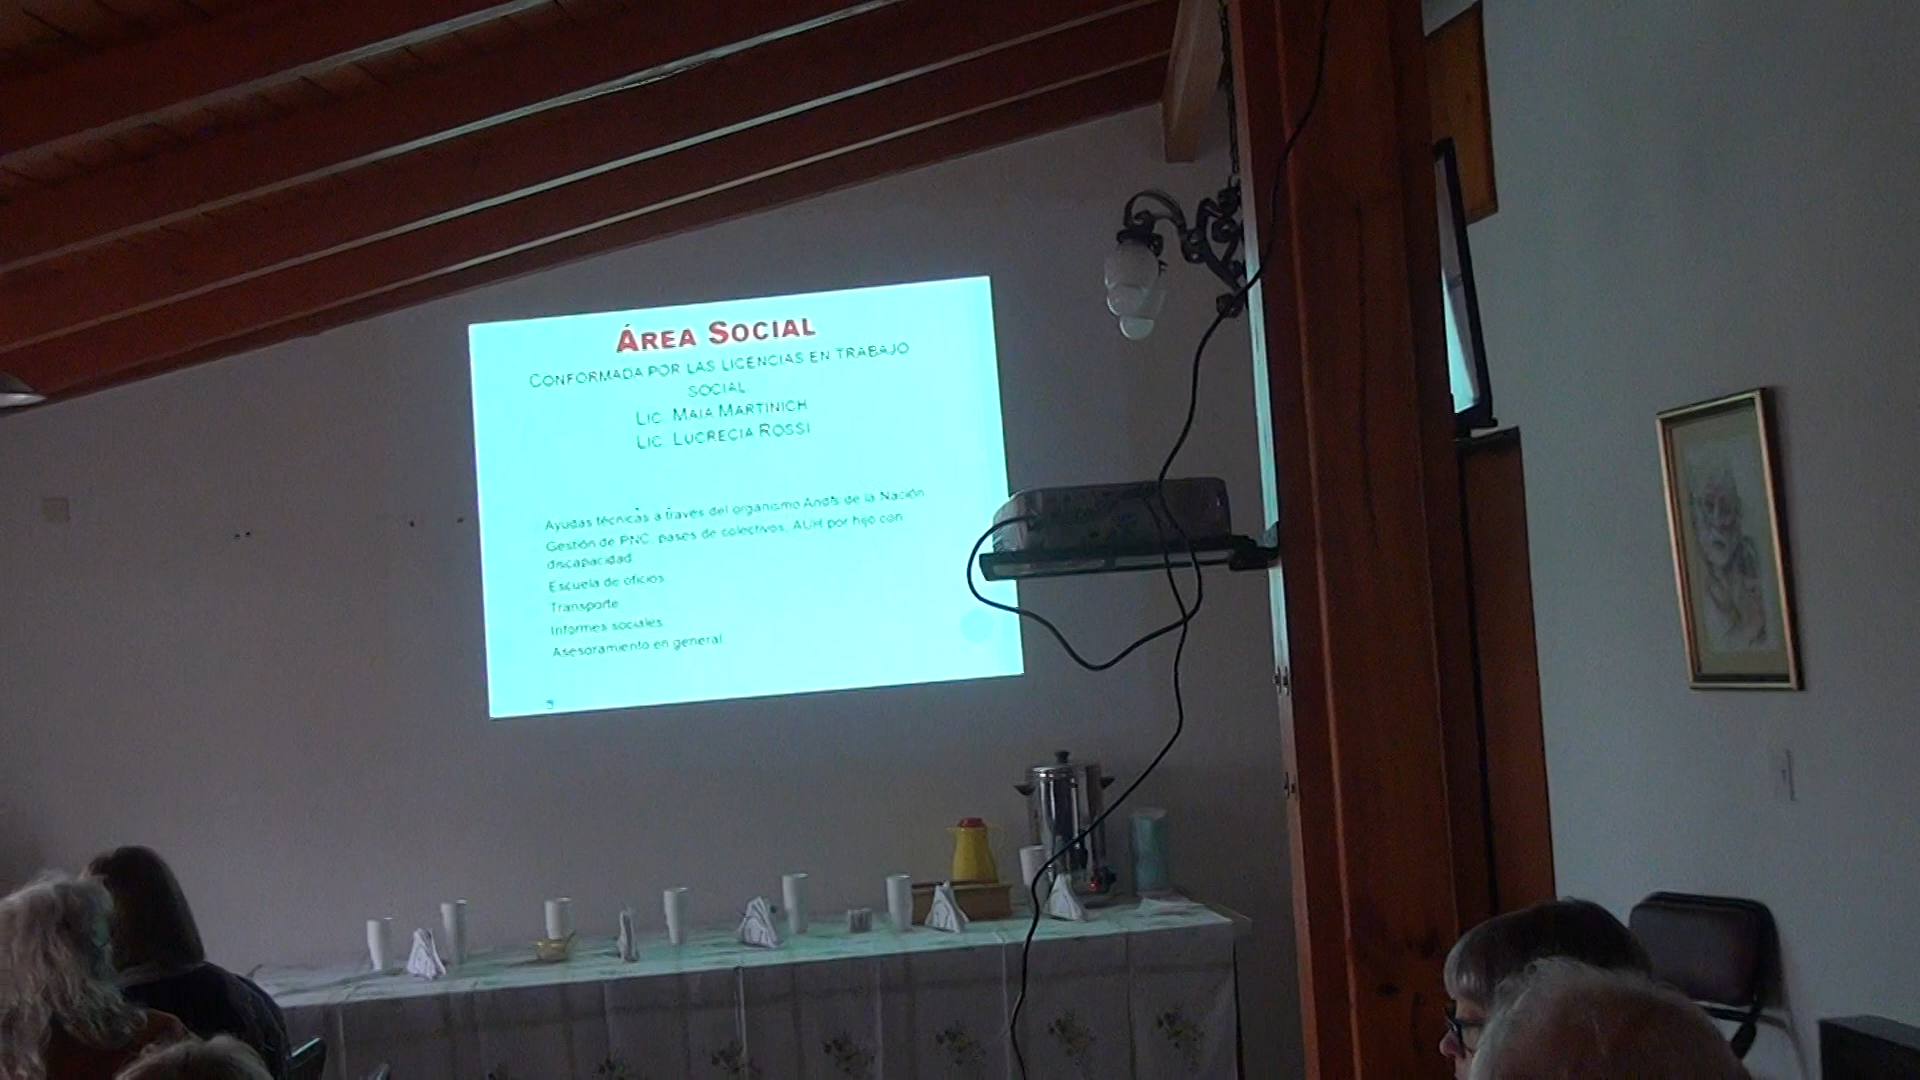 ÁREA SOCIAL
CONFORMADA POR LAS LICENCIAS EN TRABAJO
SOCIAL
LIC. MAIA MARTINICH
LIC. LUCRECIA ROSSI
Ayudas técnicas a través del organismo Andis de la Nación
Gestión de PNC, pases de colectivos, AUH por hijo con
discapacidad.
Escuela de oficios.
Transporte.
Informes sociales.
Asesoramiento en general.